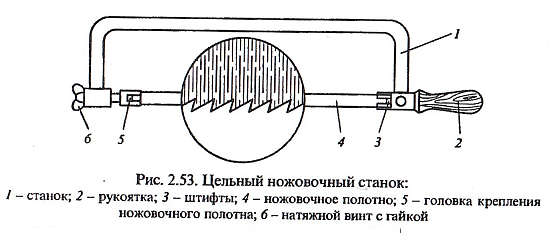 1
6
5
4
3
2
Рис. 2.53. Цельный ножовочный станок:
1 – станок; 2 – рукоятка; 3 – штифты; 4 – ножовочное полотно; 5 – головка крепления
ножовочного полотна; 6 – натяжной винт с гайкой